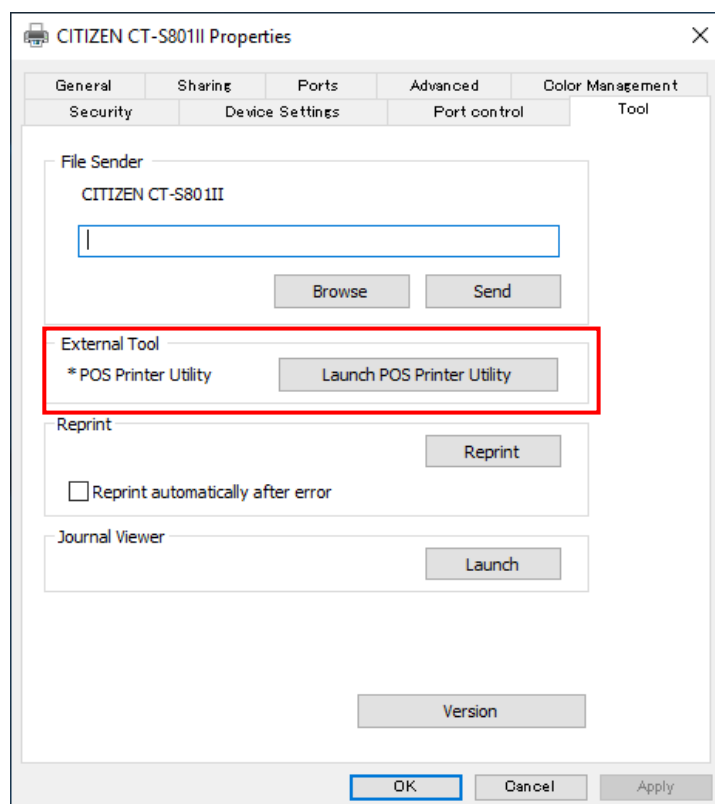 CITIZEN CT-S801II Properties
General Sharing Ports Advanced Color Management
Security Device Settings Port control Tool
File Sender
CITIZEN CT-S801II
Browse Send
External Tool
* POS Printer Utility Launch POS Printer Utility
Reprint
Reprint
Reprint automatically after error
Journal Viewer
Launch
Version
OK Cancel Apply